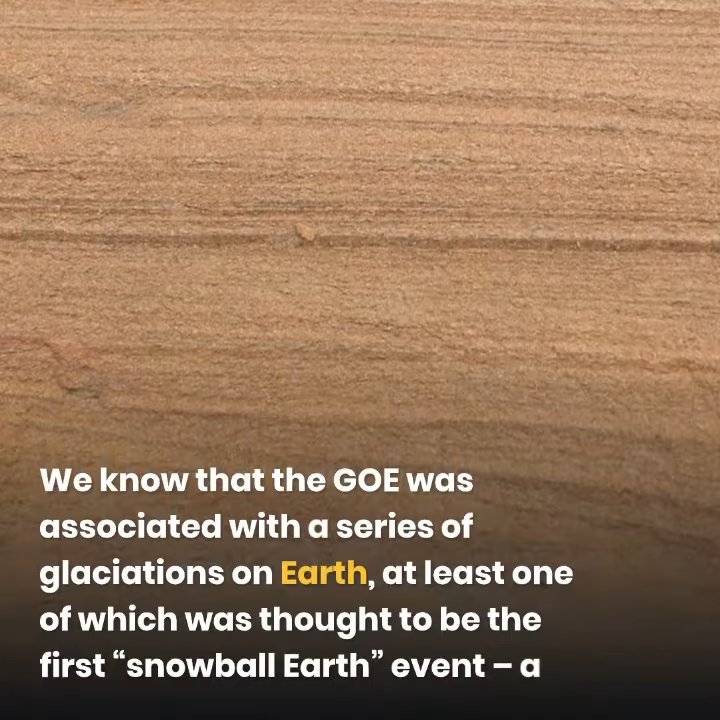 We know that the GOE was
associated with a series of
glaciations on Earth, at least one
of which was thought to be the
first “snowball Earth” event – a